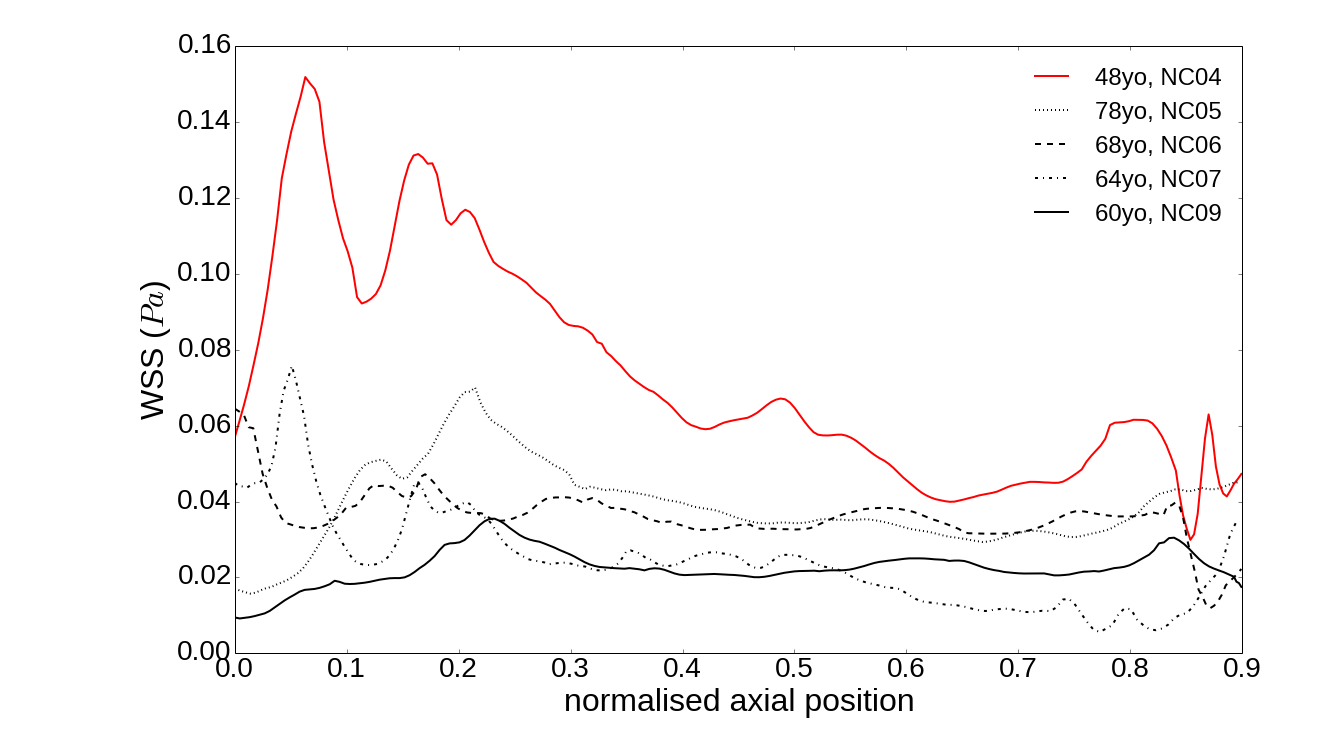 0.16
0.14
0.12
0.10
0.08
0.06
0.04
0.02
0.00
WSS (Pa)
48yo, NC04
78yo, NC05
68yo, NC06
64yo, NC07
60yo, NC09
0.0 0.1 0.2 0.3 0.4 0.5 0.6 0.7 0.8 0.9
normalised axial position